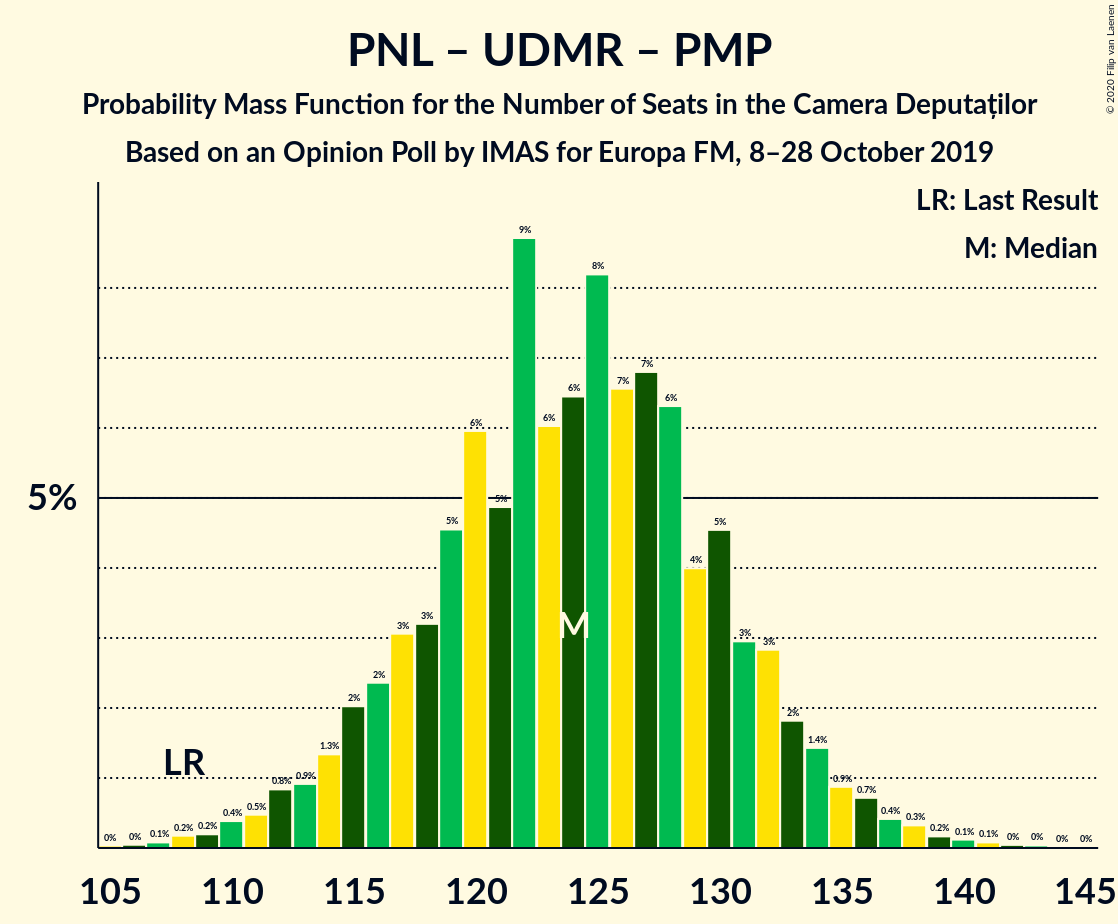 PNL – UDMR – PMP
Probability Mass Function for the Number of Seats in the Camera Deputaților
Based on an Opinion Poll by IMAS for Europa FM, 8–28 October 2019
© 2020 Filip van Laenen
LR: Last Result
M: Median
5%
LR
M
0% 0% 0.1% 0.2% 0.2% 0.4% 0.5% 0.8% 0.9% 1.3% 2% 2% 3% 3% 5% 6% 5% 9% 6% 6% 8% 7% 7% 6% 4% 5% 3% 3% 2% 1.4% 0.9% 0.7% 0.4% 0.3% 0.2% 0.1% 0.1% 0% 0% 0% 0%
105 110 115 120 125 130 135 140 145